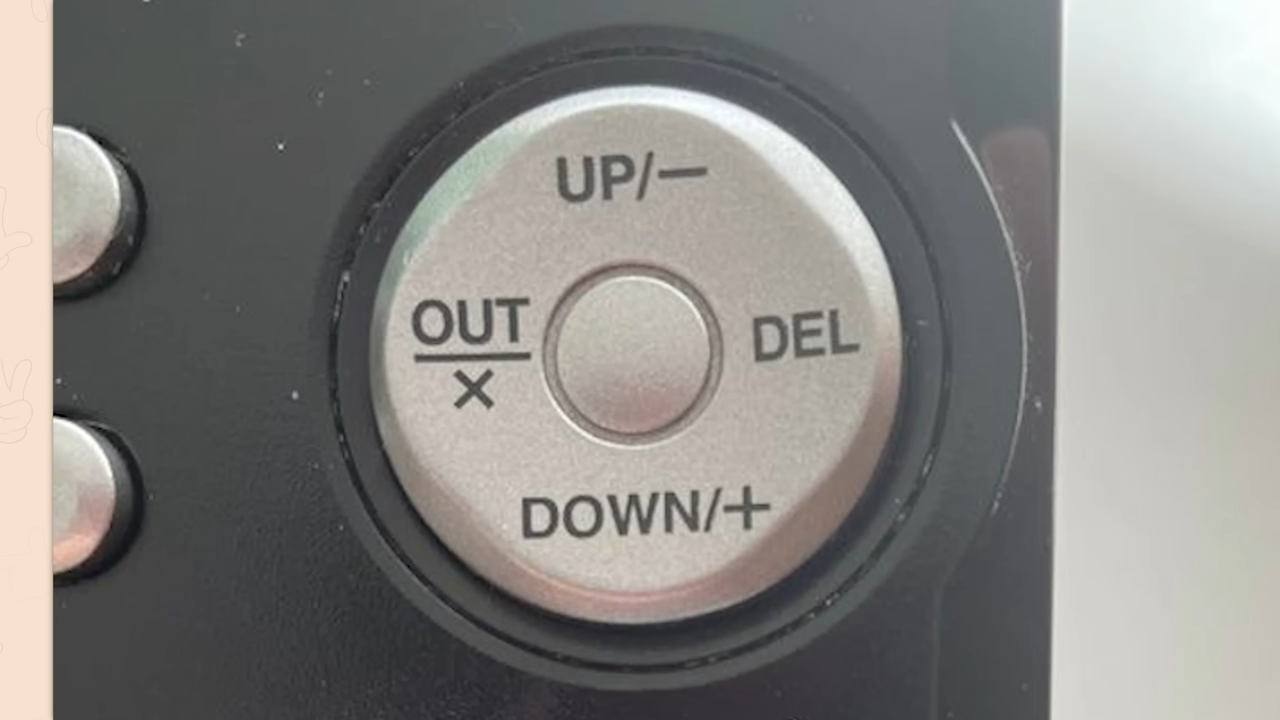 UP/−
OUT
×
DEL
DOWN/+